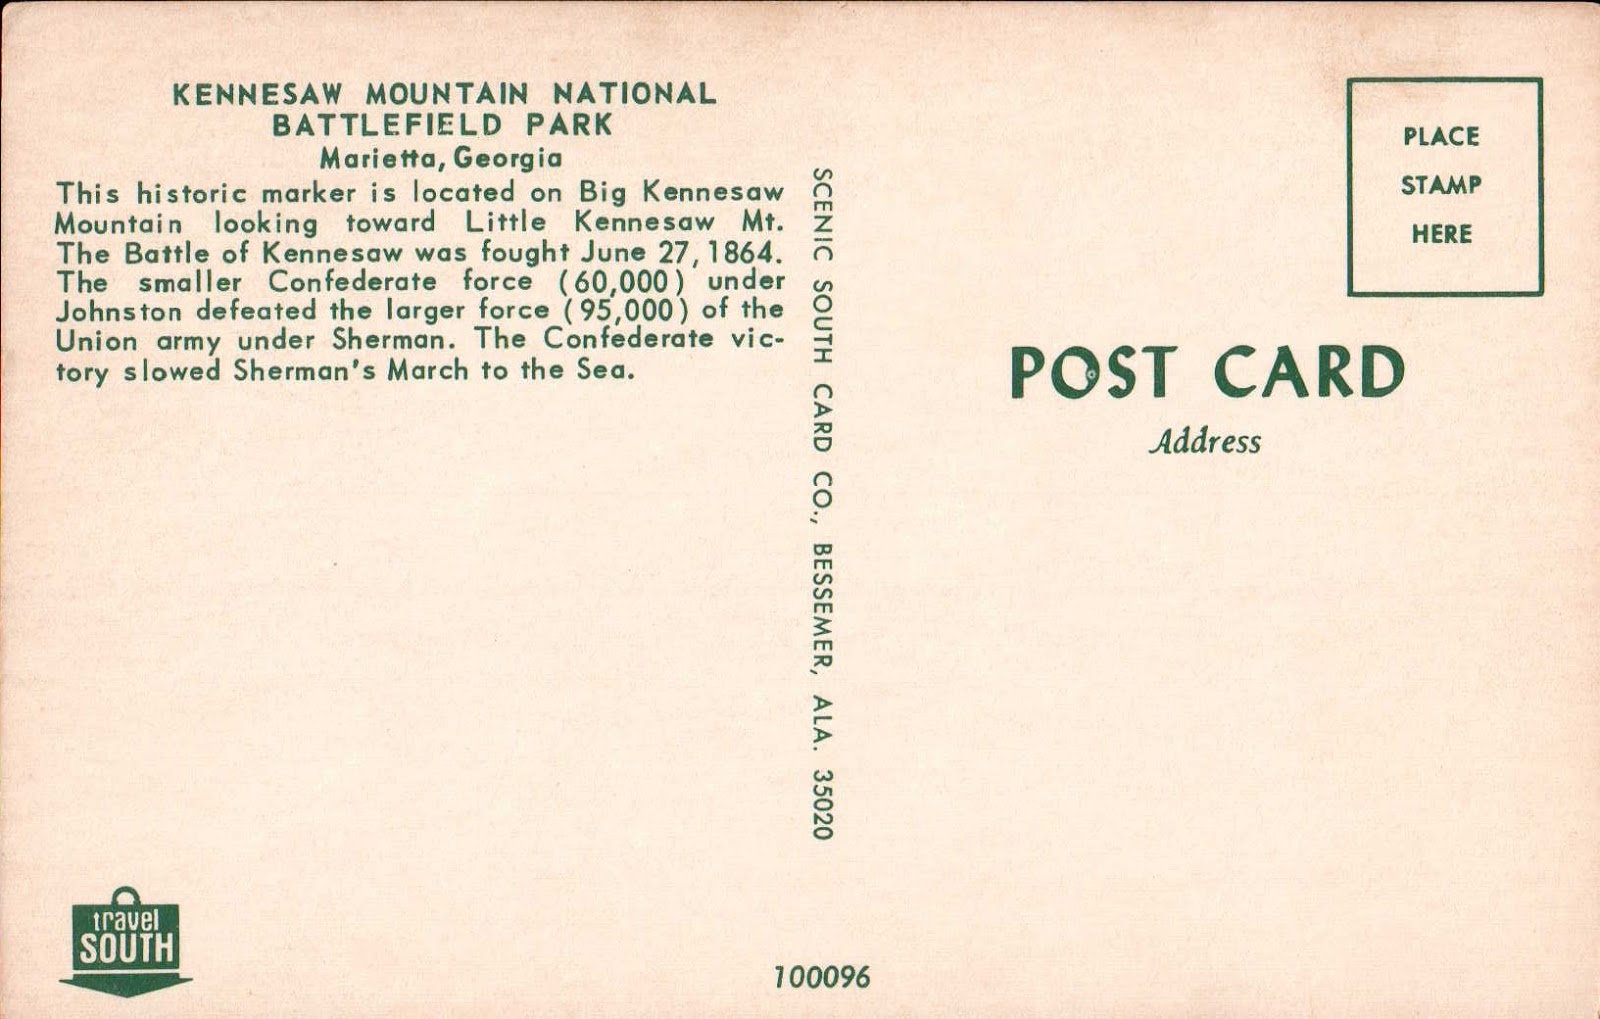 KENNESAW MOUNTAIN NATIONAL
BATTLEFIELD PARK
Marietta, Georgia
This historic marker is located on Big Kennesaw
Mountain looking toward Little Kennesaw Mt.
The Battle of Kennesaw was fought June 27, 1864.
The smaller Confederate force (60,000) under
Johnston defeated the larger force (95,000) of the
Union army under Sherman. The Confederate vic-
tory slowed Sherman's March to the Sea.
travel
SOUTH
SCENIC SOUTH CARD CO., BESSEMER, ALA. 35020
100096
PLACE
STAMP
HERE
POST CARD
Address